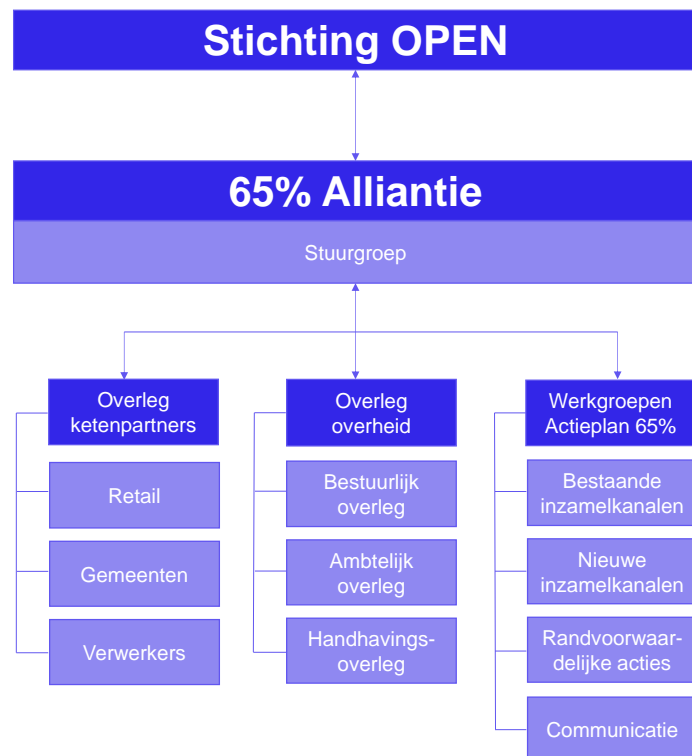 Stichting OPEN
65% Alliantie
Stuurgroep
Overleg
ketenpartners
Retail
Gemeenten
Verwerkers
Overleg
overheid
Bestuurlijk
overleg
Ambtelijk
overleg
Handhavings-
overleg
Werkgroepen
Actieplan 65%
Bestaande
inzamelkanalen
Nieuwe
inzamelkanalen
Randvoorwaar-
delijke acties
Communicatie